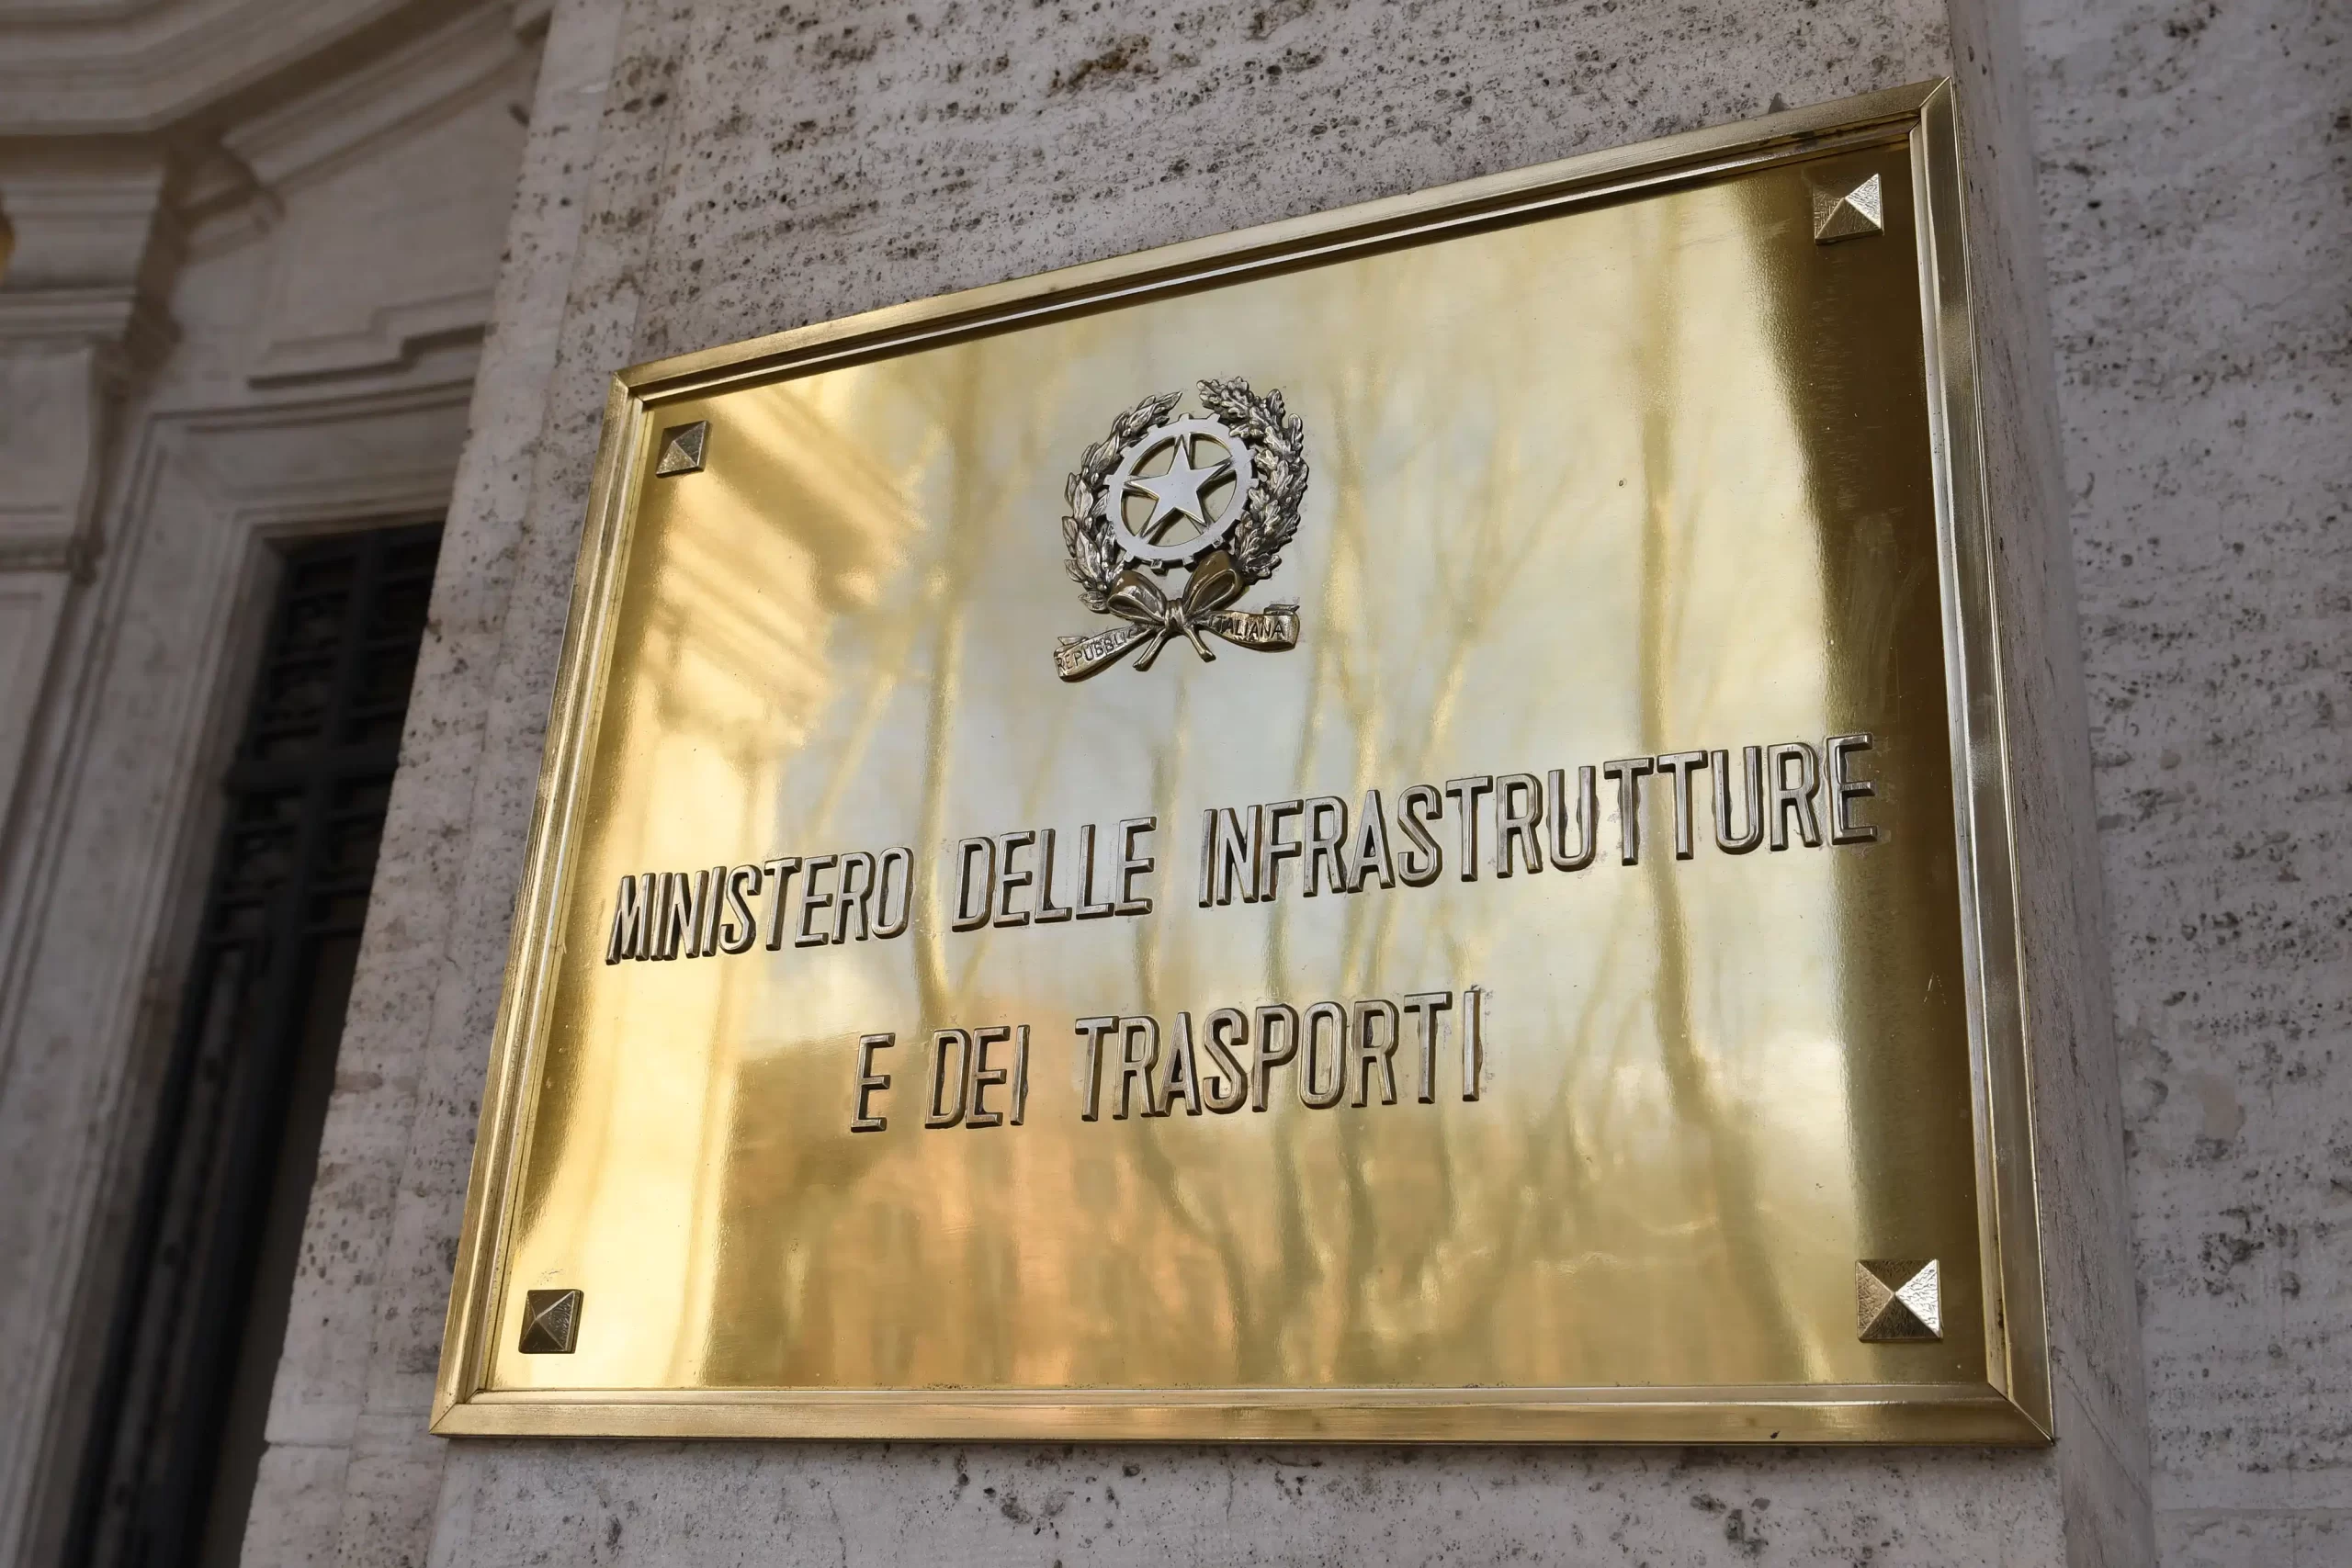 REPUBBLICA ITALIANA
MINISTERO DELLE INFRASTRUTTURE
E DEI TRASPORTI